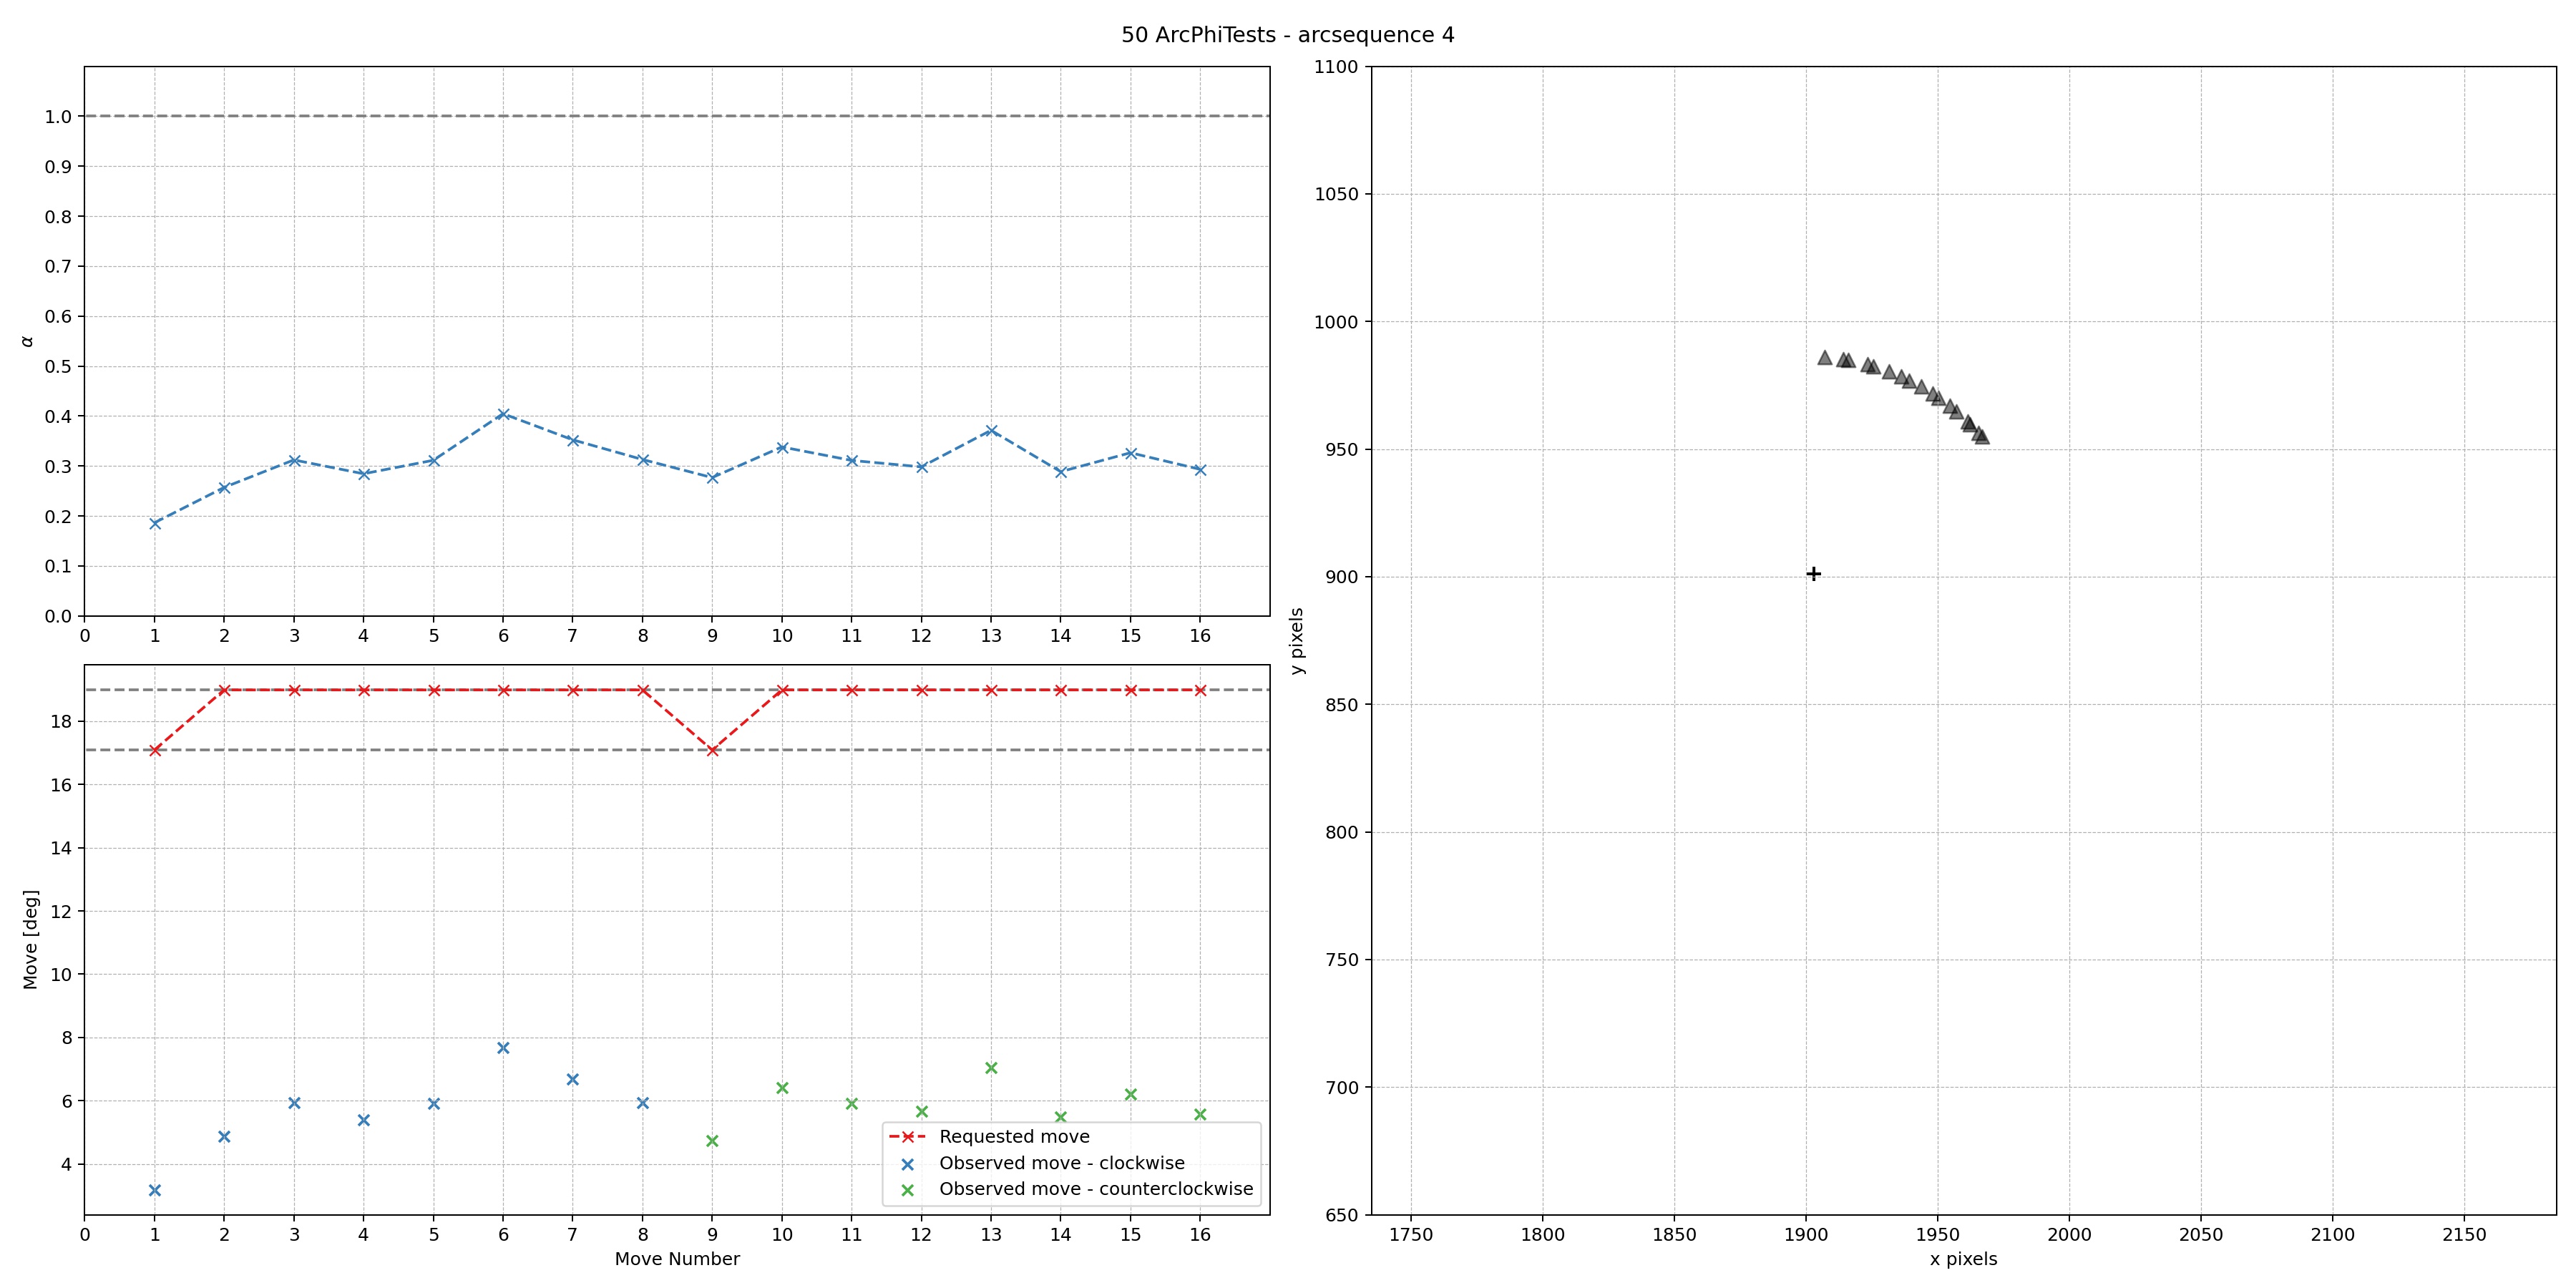 50 ArcPhiTests - arcsequence 4
1.0
0.9
0.8
0.7
0.6
0.5
0.4
0.3
0.2
0.1
0.0
α
0 1 2 3 4 5 6 7 8 9 10 11 12 13 14 15 16
18
16
14
12
10
8
6
4
Move [deg]
0 1 2 3 4 5 6 7 8 9 10 11 12 13 14 15 16
Move Number
Requested move
Observed move - clockwise
Observed move - counterclockwise
1100
1050
1000
950
900
850
800
750
700
650
y pixels
1750 1800 1850 1900 1950 2000 2050 2100 2150
x pixels